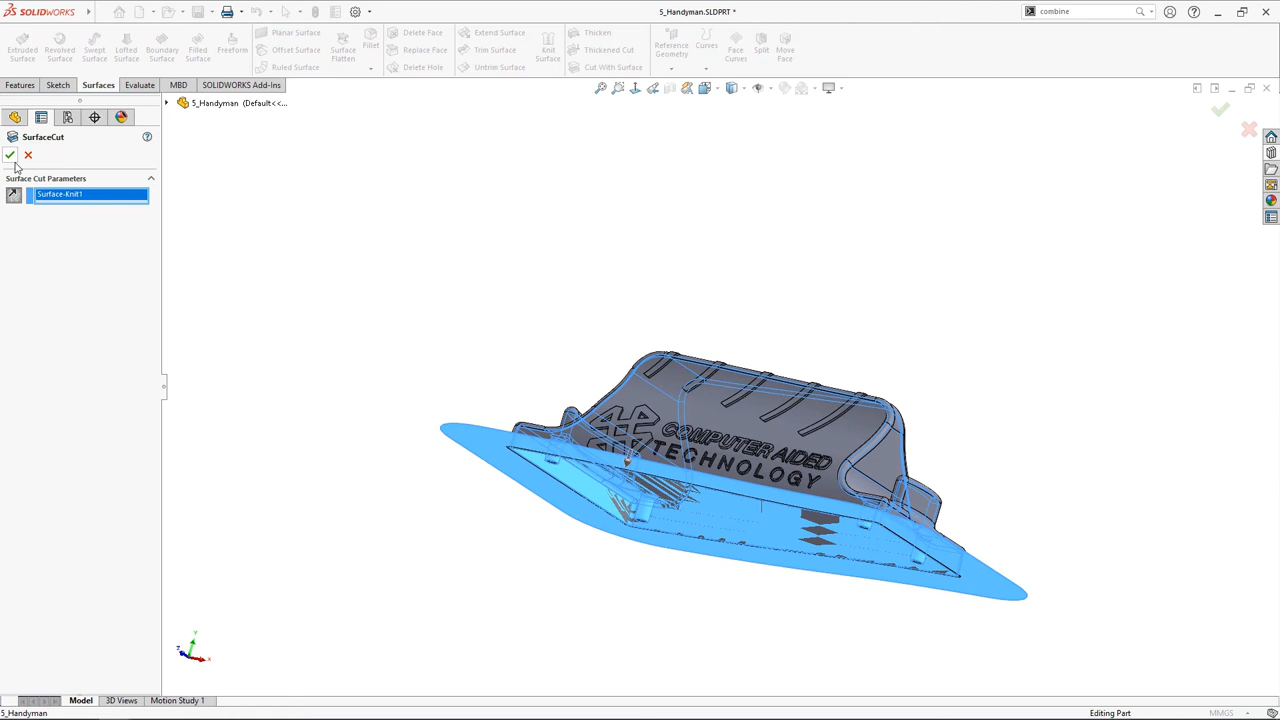 SOLIDWORKS
5_Handyman.SLDPRT *
combine
Extruded Surface
Revolved Surface
Swept Surface
Lofted Surface
Boundary Surface
Filled Surface
Freeform
Planar Surface
Offset Surface
Ruled Surface
Surface Flatten
Fillet
Delete Face
Replace Face
Delete Hole
Extend Surface
Trim Surface
Untrim Surface
Knit Surface
Thicken
Thickened Cut
Cut With Surface
Reference Geometry
Curves
Face Curves
Split
Move Face
Features
Sketch
Surfaces
Evaluate
MBD
SOLIDWORKS Add-Ins
5_Handyman (Default<<...
SurfaceCut
Surface Cut Parameters
Surface-Knit1
COMPUTER AIDED
TECHNOLOGY
Y
Z
X
Model
3D Views
Motion Study 1
5_Handyman
Editing Part
MMGS